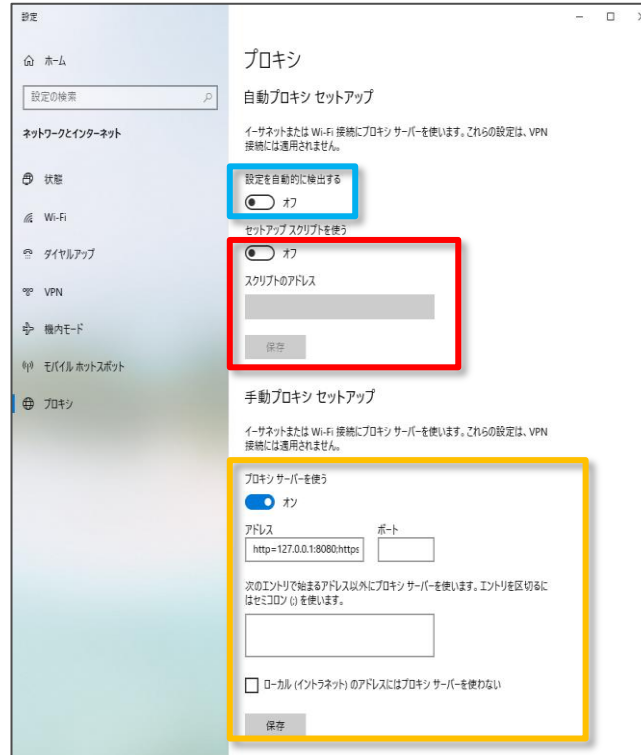 設定
ホーム
設定の検索
ネットワークとインターネット
状態
Wi-Fi
ダイヤルアップ
VPN
機内モード
モバイル ホットスポット
プロキシ
プロキシ
自動プロキシ セットアップ
イーサネットまたは Wi-Fi 接続にプロキシ サーバーを使います。これらの設定は、VPN
接続には適用されません。
設定を自動的に検出する
オフ
セットアップ スクリプトを使う
オフ
スクリプトのアドレス
保存
手動プロキシ セットアップ
イーサネットまたは Wi-Fi 接続にプロキシ サーバーを使います。これらの設定は、VPN
接続には適用されません。
プロキシ サーバーを使う
オン
アドレス ポート
http=127.0.0.1:8080;https
次のエントリで始まるアドレス以外にプロキシ サーバーを使います。エントリを区切るに
はセミコロン (;) を使います。
ローカル (イントラネット) のアドレスにはプロキシ サーバーを使わない
保存